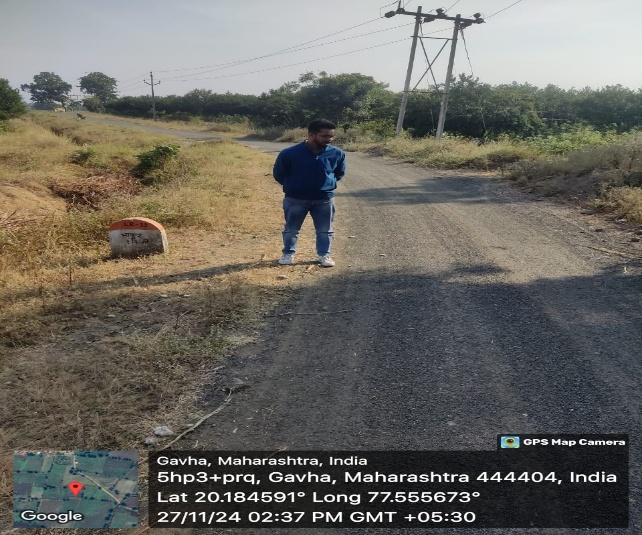 GPS Map Camera
Gavha, Maharashtra, India
5hp3+prq, Gavha, Maharashtra 444404, India
Lat 20.184591° Long 77.555673°
27/11/24 02:37 PM GMT +05:30
Google